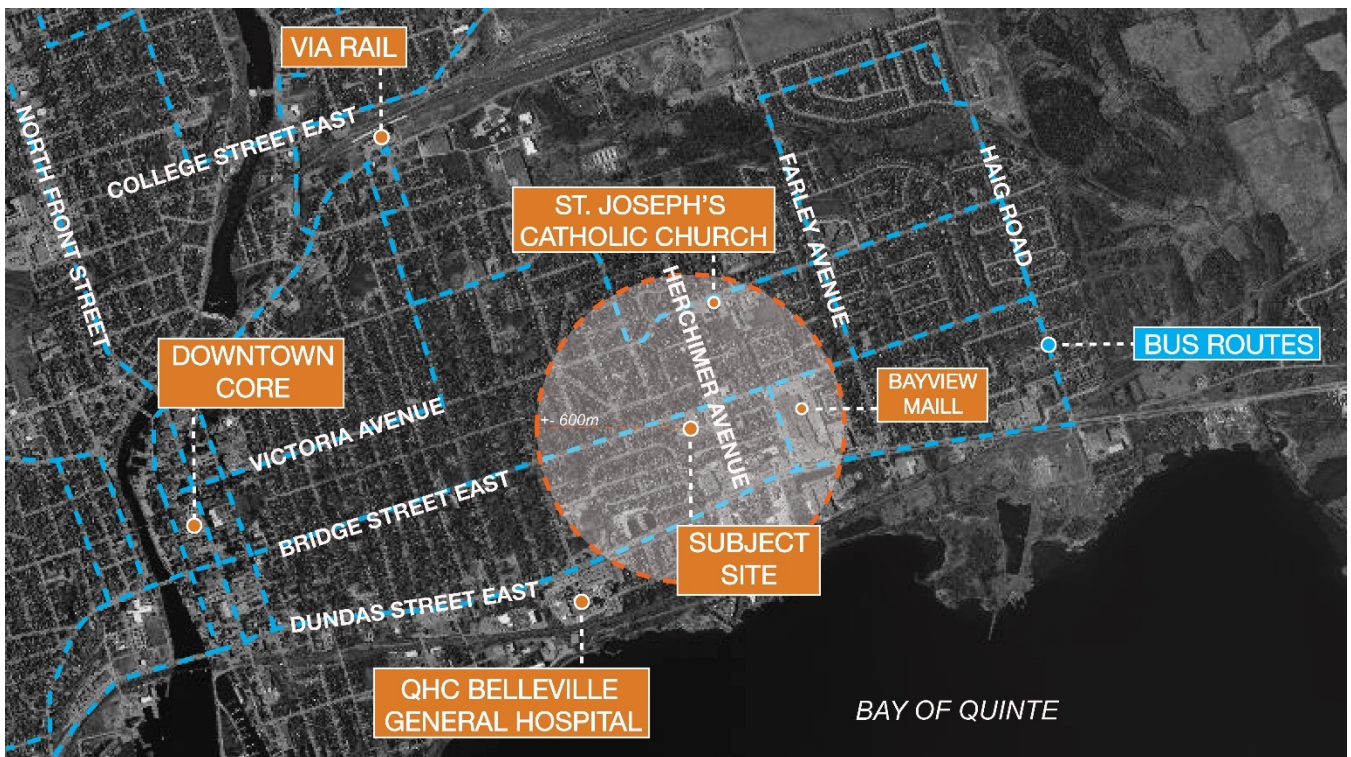 VIA RAIL
NORTH FRONT STREET
COLLEGE STREET EAST
ST. JOSEPH'S
CATHOLIC CHURCH
FARLEY AVENUE
HAIG ROAD
HERCHIMER AVENUE
DOWNTOWN
CORE
BUS ROUTES
BAYVIEW
MAILL
+- 600m
VICTORIA AVENUE
BRIDGE STREET EAST
SUBJECT
SITE
DUNDAS STREET EAST
QHC BELLEVILLE
GENERAL HOSPITAL
BAY OF QUINTE